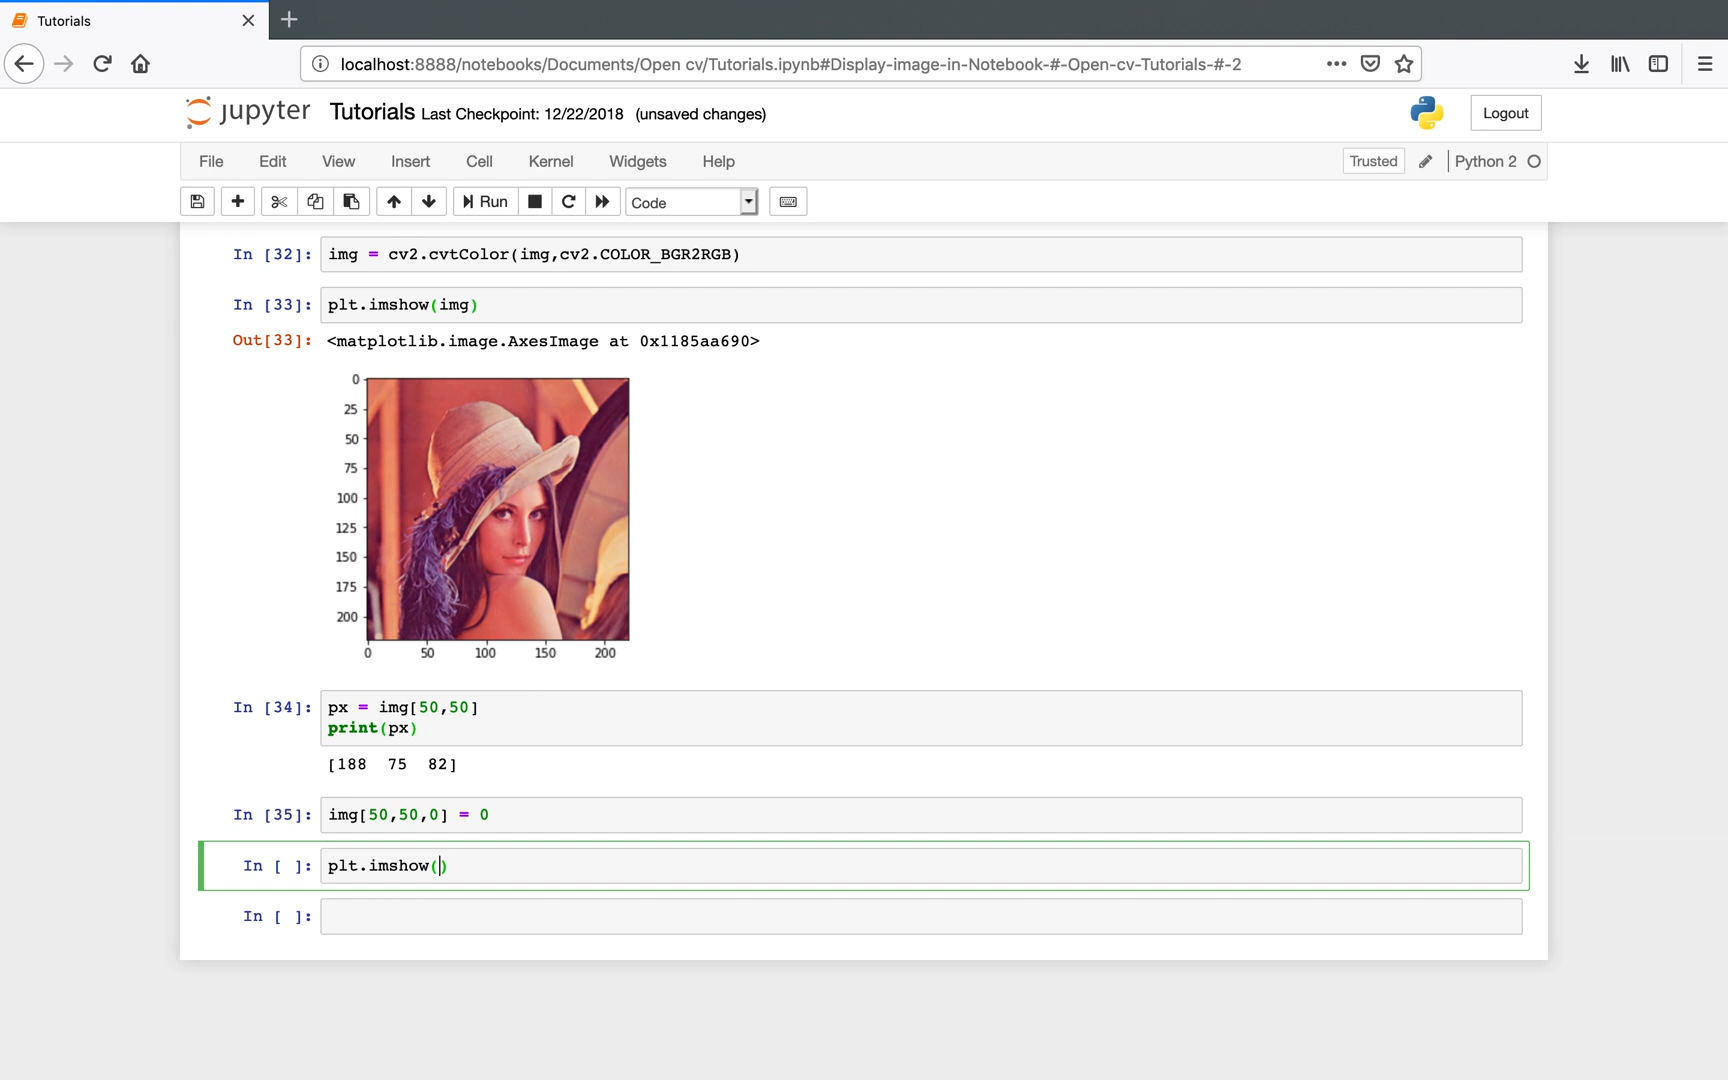 Tutorials
localhost:8888/notebooks/Documents/Open cv/Tutorials.ipynb#Display-image-in-Notebook-#-Open-cv-Tutorials-#-2
jupyter Tutorials Last Checkpoint: 12/22/2018 (unsaved changes) Logout
File Edit View Insert Cell Kernel Widgets Help Trusted Python 2
Run Code
In [32]: img = cv2.cvtColor(img,cv2.COLOR_BGR2RGB)
In [33]: plt.imshow(img)
Out[33]: <matplotlib.image.AxesImage at 0x1185aa690>
0
25
50
75
100
125
150
175
200
0 50 100 150 200
In [34]: px = img[50,50]
print(px)
[188 75 82]
In [35]: img[50,50,0] = 0
In [ ]: plt.imshow()
In [ ]: